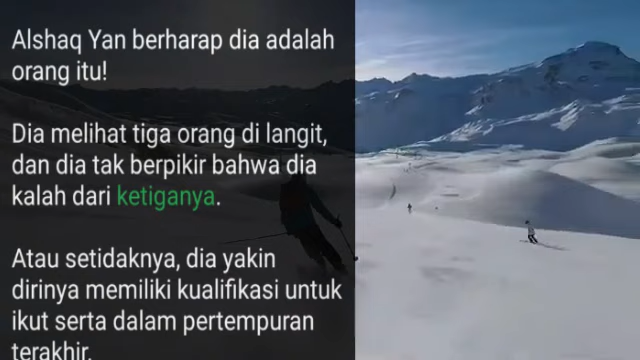 Alshaq Yan berharap dia adalah
orang itu!
Dia melihat tiga orang di langit,
dan dia tak berpikir bahwa dia
kalah dari ketiganya.
Atau setidaknya, dia yakin
dirinya memiliki kualifikasi untuk
ikut serta dalam pertempuran
terakhir.